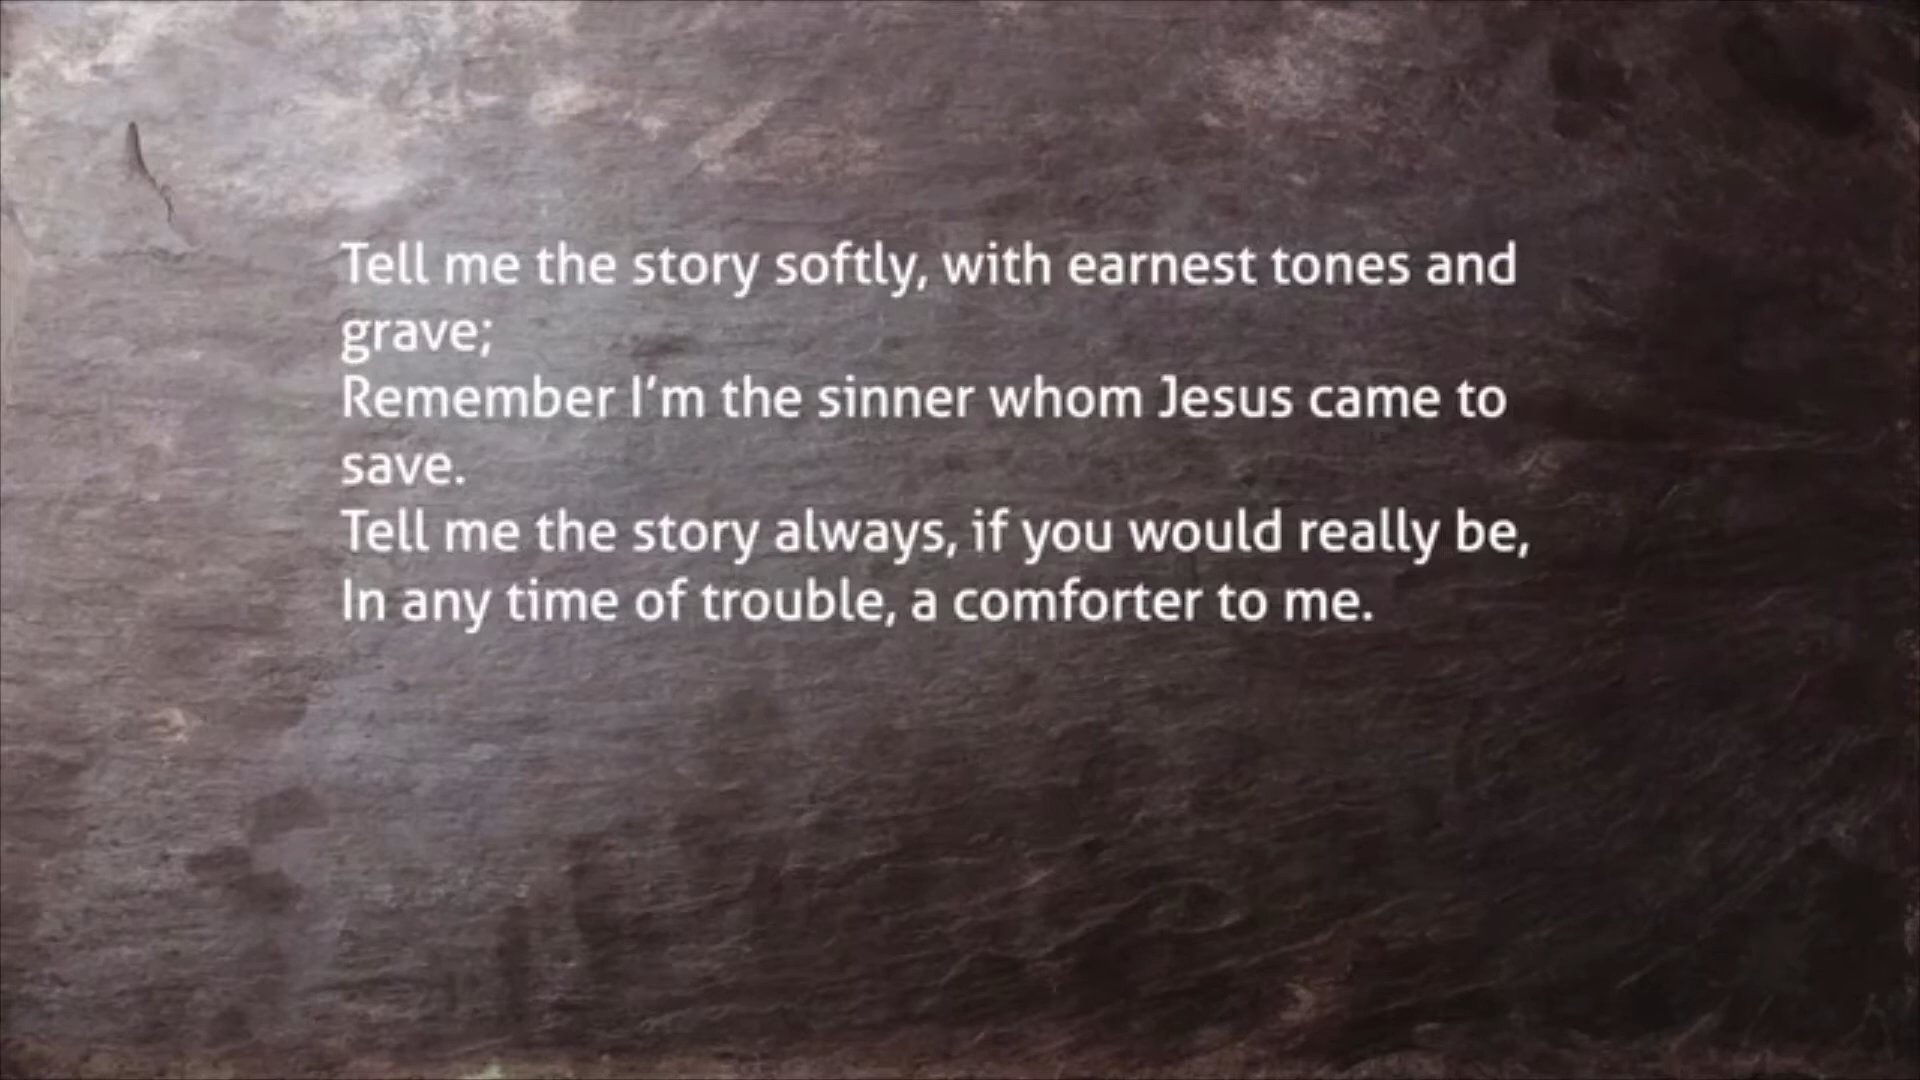 Tell me the story softly, with earnest tones and
grave;
Remember I'm the sinner whom Jesus came to
save.
Tell me the story always, if you would really be,
In any time of trouble, a comforter to me.